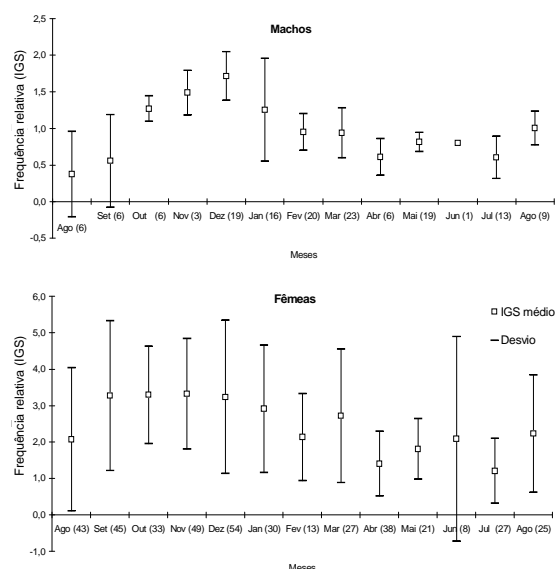 Machos
Frequência relativa (IGS)
2,5
2,0
1,5
1,0
0,5
0,0
-0,5
Ago (6) Set (6) Out (6) Nov (3) Dez (19) Jan (16) Fev (20) Mar (23) Abr (6) Mai (19) Jun (1) Jul (13) Ago (9)
Meses
Fêmeas
Frequência relativa (IGS)
6,0
5,0
4,0
3,0
2,0
1,0
0,0
-1,0
IGS médio
Desvio
Ago (43) Set (45) Out (33) Nov (49) Dez (54) Jan (30) Fev (13) Mar (27) Abr (38) Mai (21) Jun (8) Jul (27) Ago (25)
Meses